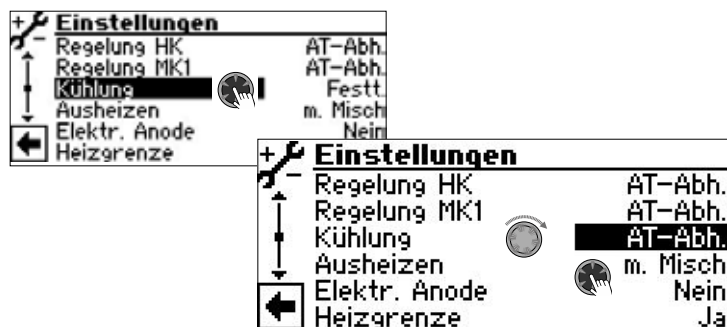 Einstellungen
Regelung HK AT-Abh.
Regelung MK1 AT-Abh.
Kühlung Festt.
Ausheizen m. Misch
Elektr. Anode Nein
Heizgrenze
Einstellungen
Regelung HK AT-Abh.
Regelung MK1 AT-Abh.
Kühlung AT-Abh.
Ausheizen m. Misch
Elektr. Anode Nein
Heizgrenze Ja